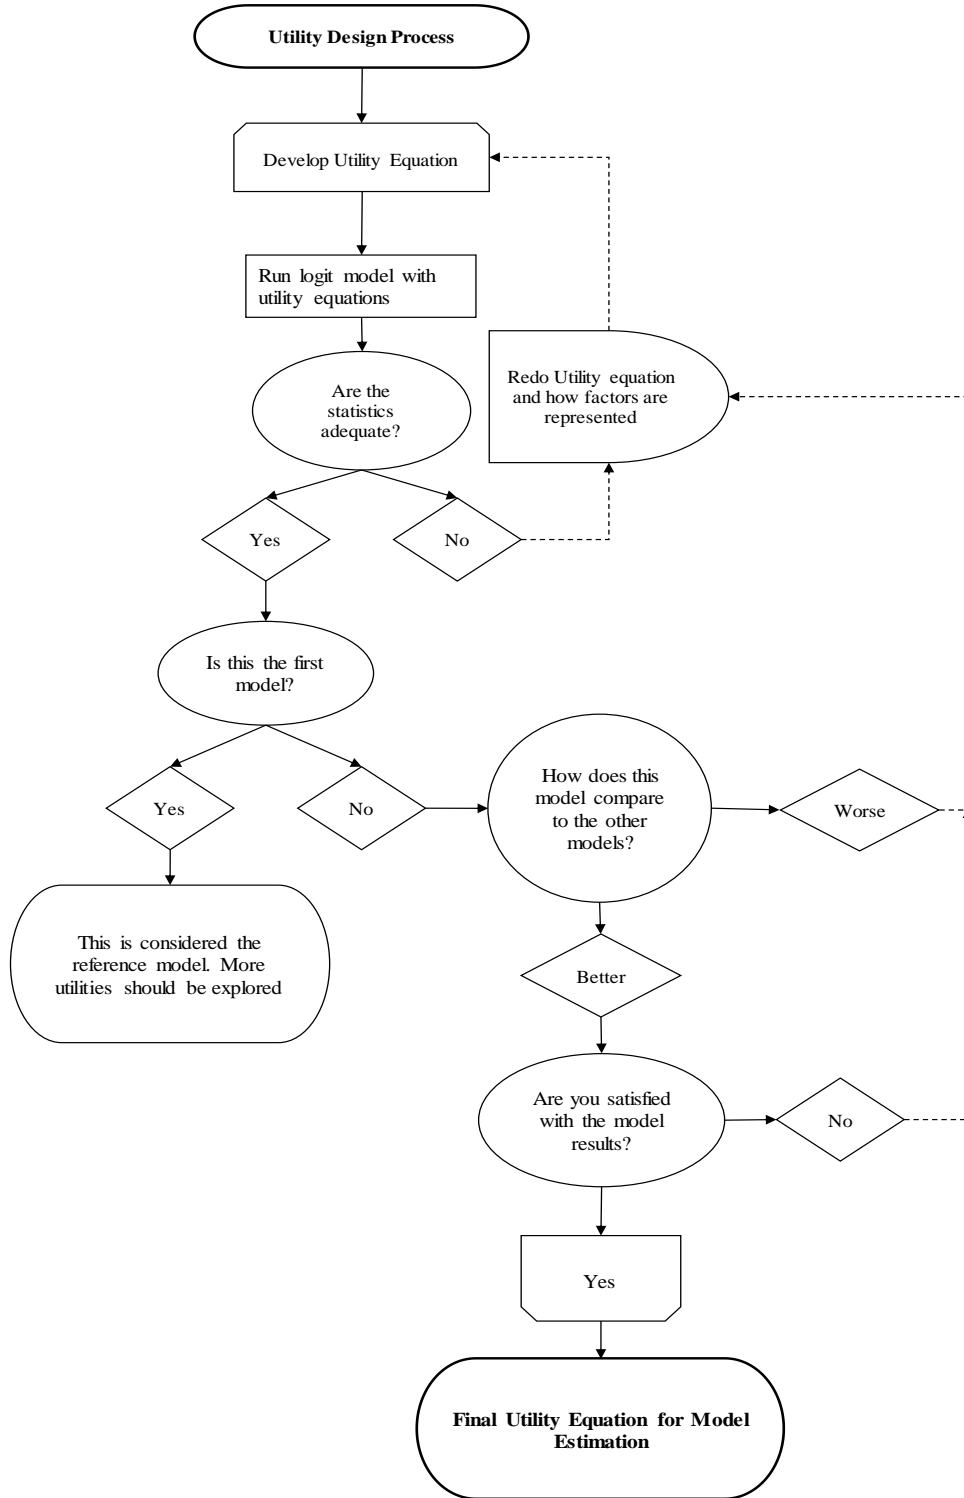 Utility Design Process
Develop Utility Equation
Run logit model with
utility equations
Are the
statistics
adequate?
Redo Utility equation
and how factors are
represented
Yes
No
Is this the first
model?
Yes
No
How does this
model compare
to the other
models?
Worse
This is considered the
reference model. More
utilities should be explored
Better
Are you satisfied
with the model
results?
No
Yes
Final Utility Equation for Model
Estimation